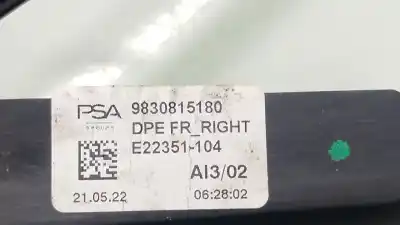 PSA 9830815180
DPE FR_RIGHT
E22351-104
AI3/02
21.05.22 06:28:02